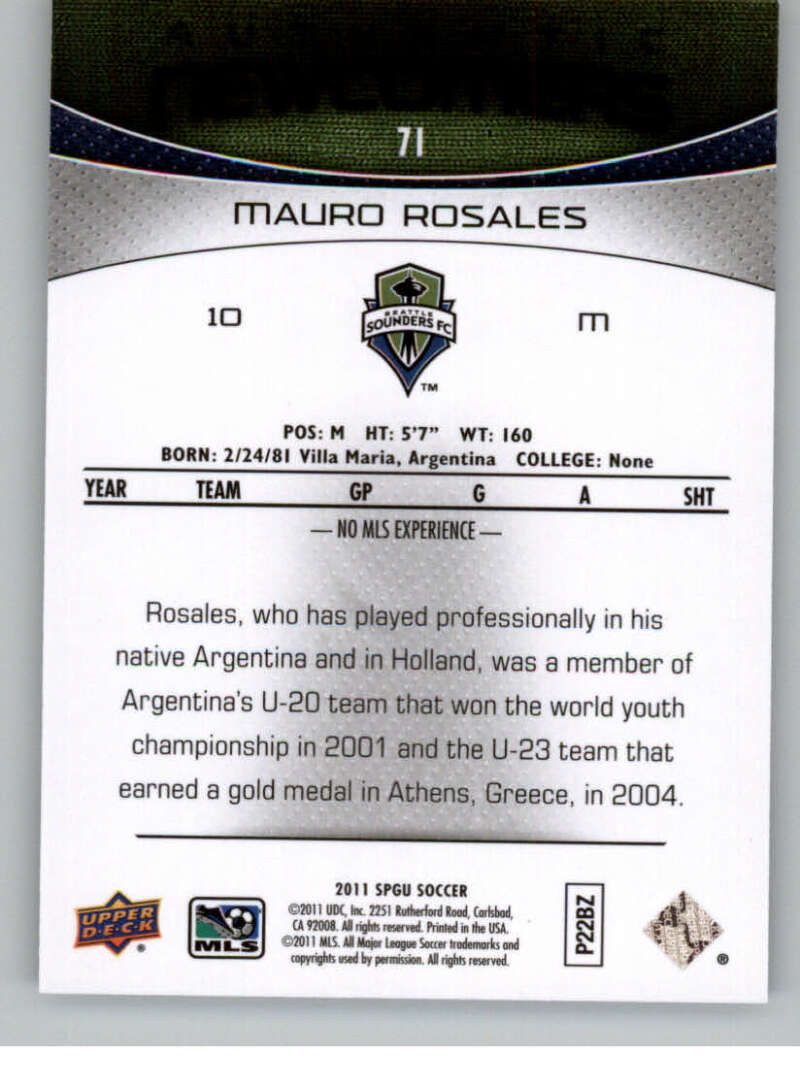 AUTHENTIC
NEWCOMERS
71
MAURO ROSALES
10
M
SEATTLE
SOUNDERS FC
TM
POS: M HT: 5'7" WT: 160
BORN: 2/24/81 Villa Maria, Argentina COLLEGE: None
YEAR TEAM GP G A SHT
— NO MLS EXPERIENCE —
Rosales, who has played professionally in his
native Argentina and in Holland, was a member of
Argentina's U-20 team that won the world youth
championship in 2001 and the U-23 team that
earned a gold medal in Athens, Greece, in 2004.
UPPER
D·E·C·K
®
MLS
2011 SPGU SOCCER
©2011 UDC, Inc. 2251 Rutherford Road, Carlsbad,
CA 92008. All rights reserved. Printed in the USA.
©2011 MLS. All Major League Soccer trademarks and
copyrights used by permission. All rights reserved.
P22BZ
®